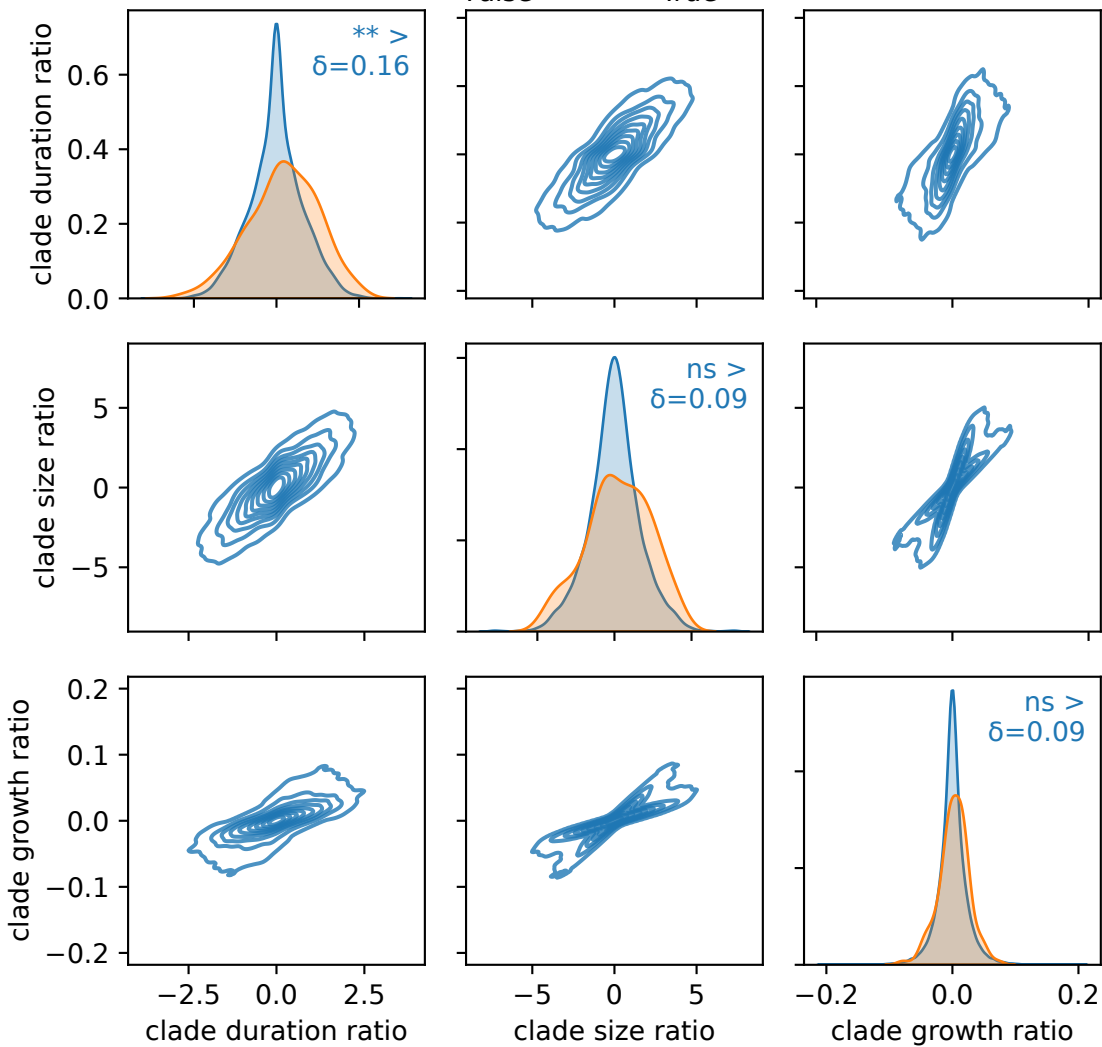 clade duration ratio
0.6
0.4
0.2
0.0
** >
δ=0.16
clade size ratio
5
0
−5
ns >
δ=0.09
clade growth ratio
0.2
0.1
0.0
−0.1
−0.2
ns >
δ=0.09
−2.5 0.0 2.5
−5 0 5
−0.2 0.0 0.2
clade duration ratio
clade size ratio
clade growth ratio